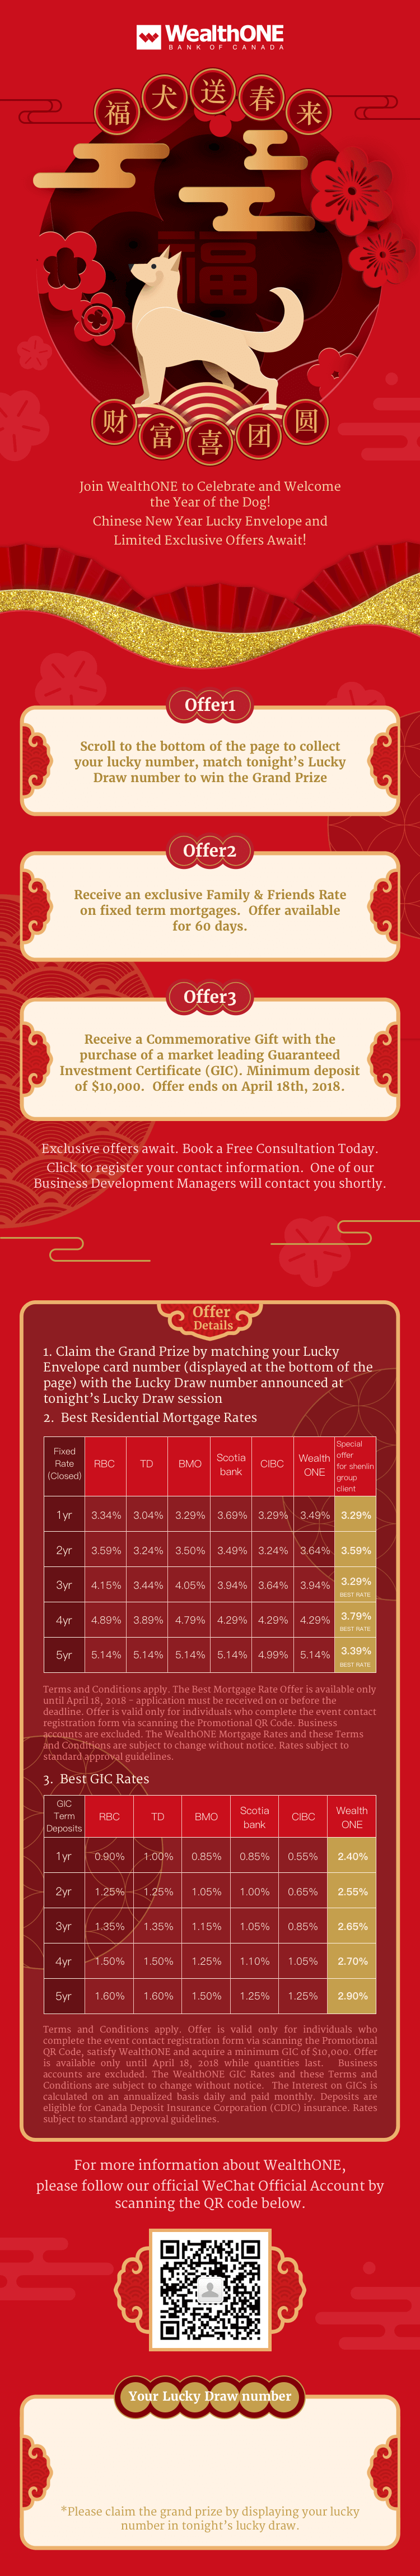 WealthONE
BANK OF CANADA
福犬送春来
福
财富喜团圆
Join WealthONE to Celebrate and Welcome
the Year of the Dog!
Chinese New Year Lucky Envelope and
Limited Exclusive Offers Await!
Offer1
Scroll to the bottom of the page to collect
your lucky number, match tonight's Lucky
Draw number to win the Grand Prize
Offer2
Receive an exclusive Family & Friends Rate
on fixed term mortgages. Offer available
for 60 days.
Offer3
Receive a Commemorative Gift with the
purchase of a market leading Guaranteed
Investment Certificate (GIC). Minimum deposit
of $10,000. Offer ends on April 18th, 2018.
Exclusive offers await. Book a Free Consultation Today.
Click to register your contact information. One of our
Business Development Managers will contact you shortly.
Offer
Details
1. Claim the Grand Prize by matching your Lucky
Envelope card number (displayed at the bottom of the
page) with the Lucky Draw number announced at
tonight's Lucky Draw session
2. Best Residential Mortgage Rates
Fixed Rate (Closed) RBC TD BMO Scotia bank CIBC Wealth ONE Special offer for shenlin group client
1yr 3.34% 3.04% 3.29% 3.69% 3.29% 3.49% 3.29%
2yr 3.59% 3.24% 3.50% 3.49% 3.24% 3.64% 3.59%
3yr 4.15% 3.44% 4.05% 3.94% 3.64% 3.94% 3.29% BEST RATE
4yr 4.89% 3.89% 4.79% 4.29% 4.29% 4.29% 3.79% BEST RATE
5yr 5.14% 5.14% 5.14% 5.14% 4.99% 5.14% 3.39% BEST RATE
Terms and Conditions apply. The Best Mortgage Rate Offer is available only
until April 18, 2018 - application must be received on or before the
deadline. Offer is valid only for individuals who complete the event contact
registration form via scanning the Promotional QR Code. Business
accounts are excluded. The WealthONE Mortgage Rates and these Terms
and Conditions are subject to change without notice. Rates subject to
standard approval guidelines.
3. Best GIC Rates
GIC Term Deposits RBC TD BMO Scotia bank CIBC Wealth ONE
1yr 0.90% 1.00% 0.85% 0.85% 0.55% 2.40%
2yr 1.25% 1.25% 1.05% 1.00% 0.65% 2.55%
3yr 1.35% 1.35% 1.15% 1.05% 0.85% 2.65%
4yr 1.50% 1.50% 1.25% 1.10% 1.05% 2.70%
5yr 1.60% 1.60% 1.50% 1.25% 1.25% 2.90%
Terms and Conditions apply. Offer is valid only for individuals who
complete the event contact registration form via scanning the Promotional
QR Code, satisfy WealthONE and acquire a minimum GIC of $10,000. Offer
is available only until April 18, 2018 while quantities last. Business
accounts are excluded. The WealthONE GIC Rates and these Terms and
Conditions are subject to change without notice. The Interest on GICs is
calculated on an annualized basis daily and paid monthly. Deposits are
eligible for Canada Deposit Insurance Corporation (CDIC) insurance. Rates
subject to standard approval guidelines.
For more information about WealthONE,
please follow our official WeChat Official Account by
scanning the QR code below.
Your Lucky Draw number
*Please claim the grand prize by displaying your lucky
number in tonight's lucky draw.